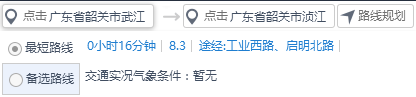 点击 广东省韶关市武江 点击 广东省韶关市浈江 路线规划
最短路线 0小时16分钟 8.3 途经:工业西路、启明北路
备选路线 交通实况气象条件：暂无